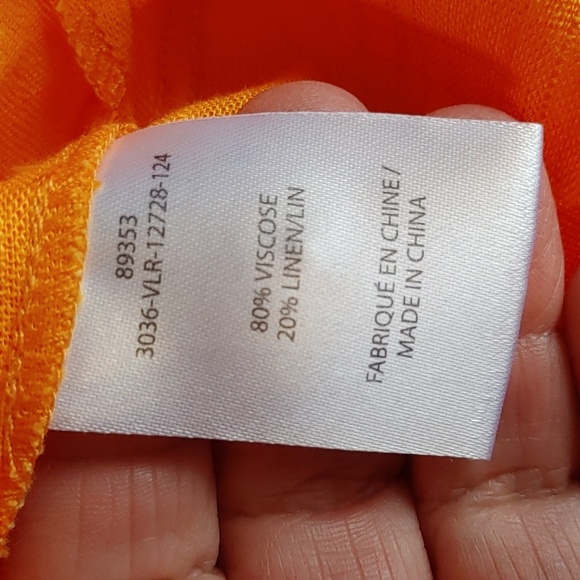 89353
3036-VLR-12728-124
80% VISCOSE
20% LINEN/LIN
FABRIQUÉ EN CHINE/
MADE IN CHINA